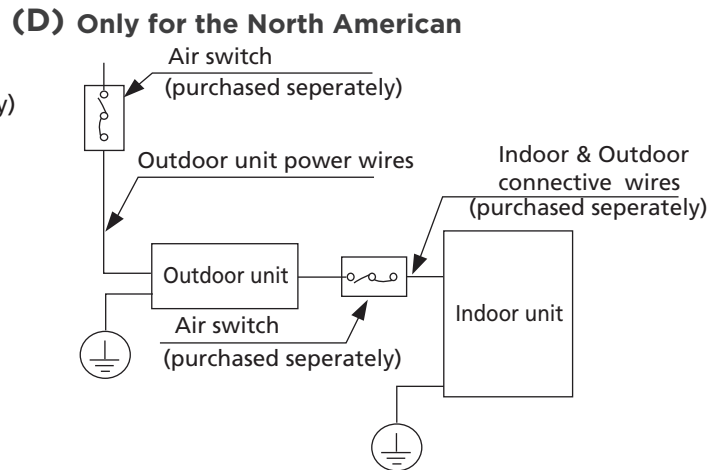 (D) Only for the North American
Air switch
(purchased seperately)
y)
Outdoor unit power wires
Indoor & Outdoor
connective wires
(purchased seperately)
Outdoor unit
Indoor unit
Air switch
(purchased seperately)